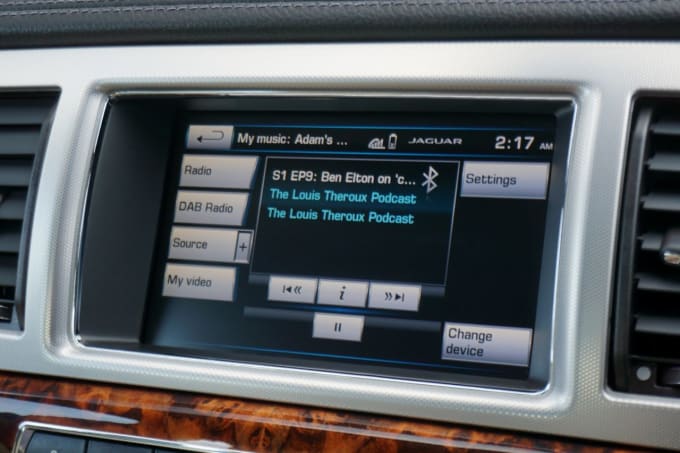 My music: Adam's ...
JAGUAR
2:17 AM
Radio
DAB Radio
Source +
My video
S1 EP9: Ben Elton on 'c...
The Louis Theroux Podcast
The Louis Theroux Podcast
i
Settings
Change
device